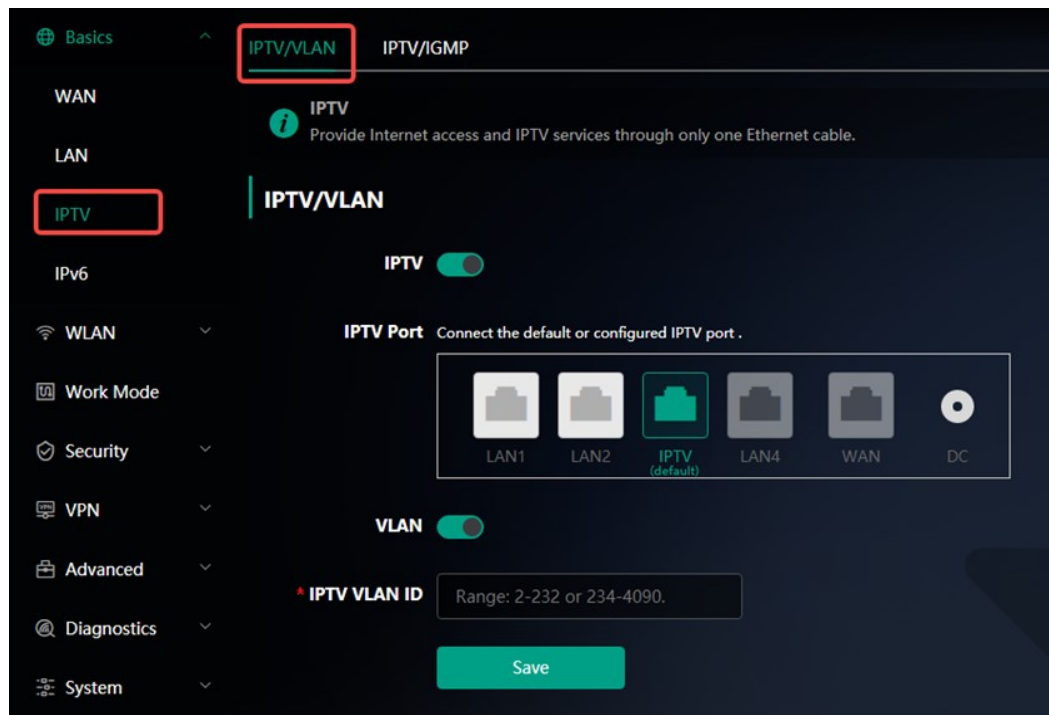 Basics
WAN
LAN
IPTV
IPv6
WLAN
Work Mode
Security
VPN
Advanced
Diagnostics
System
IPTV/VLAN IPTV/IGMP
i IPTV
Provide Internet access and IPTV services through only one Ethernet cable.
IPTV/VLAN
IPTV
IPTV Port Connect the default or configured IPTV port .
LAN1 LAN2 IPTV LAN4 WAN DC
(default)
VLAN
* IPTV VLAN ID Range: 2-232 or 234-4090.
Save